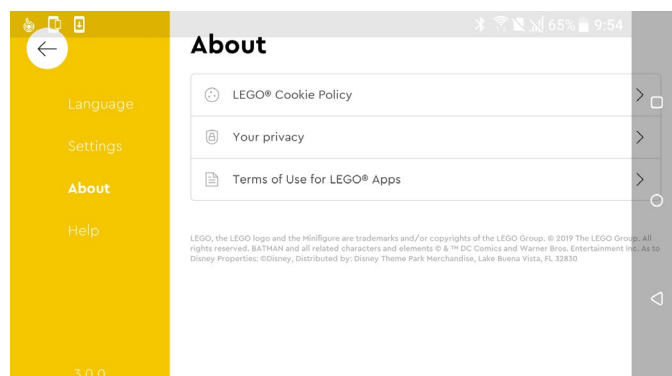 65% 9:54
About
Language
Settings
About
Help
3.0.0
LEGO® Cookie Policy
Your privacy
Terms of Use for LEGO® Apps
LEGO, the LEGO logo and the Minifigure are trademarks and/or copyrights of the LEGO Group. © 2019 The LEGO Group. All
rights reserved. BATMAN and all related characters and elements © & ™ DC Comics and Warner Bros. Entertainment Inc. As to
Disney Properties: ©Disney, Distributed by: Disney Theme Park Merchandise, Lake Buena Vista, FL 32830